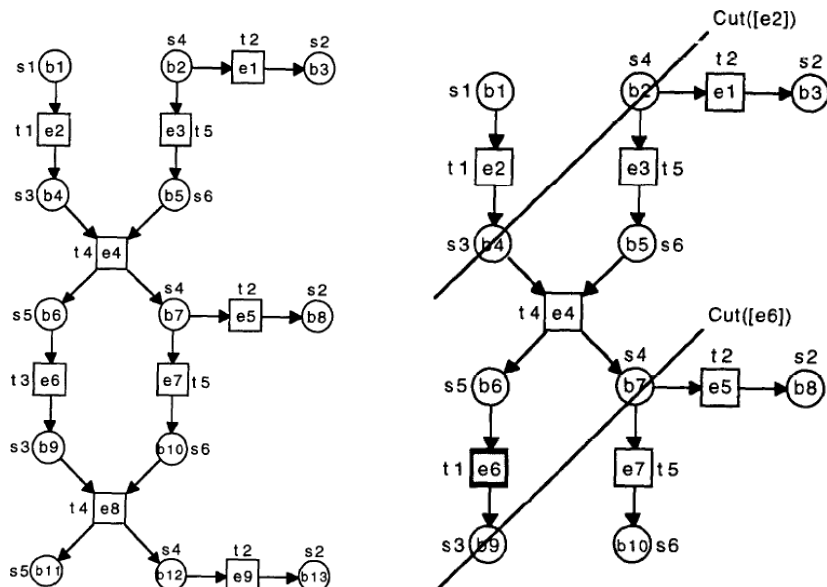 s4 t2 s2
s1 b1 b2 e1 b3
t1 e2 e3 t5
s3 b4 b5 s6
t4 e4
s4 t2 s2
s5 b6 b7 e5 b8
t3 e6 e7 t5
s3 b9 b10 s6
t4 e8
s4 t2 s2
s5 b11 b12 e9 b13
Cut([e2])
s4 t2 s2
s1 b1 b2 e1 b3
t1 e2 e3 t5
s3 b4 b5 s6
t4 e4
Cut([e6])
s4 t2 s2
s5 b6 b7 e5 b8
t1 e6 e7 t5
s3 b9 b10 s6